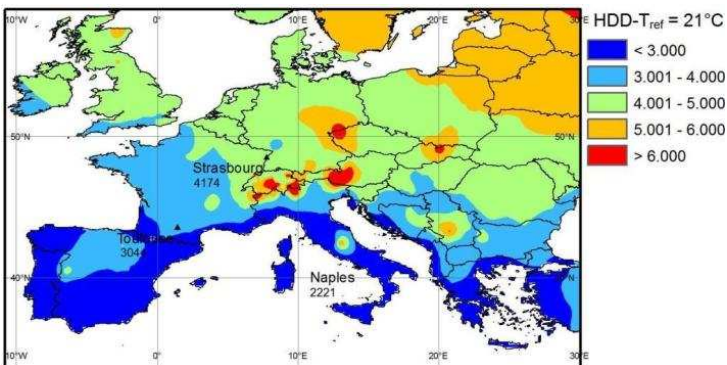 10°W
0°
10°E
20°E
30°E
HDD-Tref = 21°C
< 3.000
3.001 - 4.000
4.001 - 5.000
5.001 - 6.000
> 6.000
50°N
50°N
Strasbourg
4174
Toulouse
3044
40°N
40°N
Naples
2221
10°W
0°
10°E
20°E
30°E